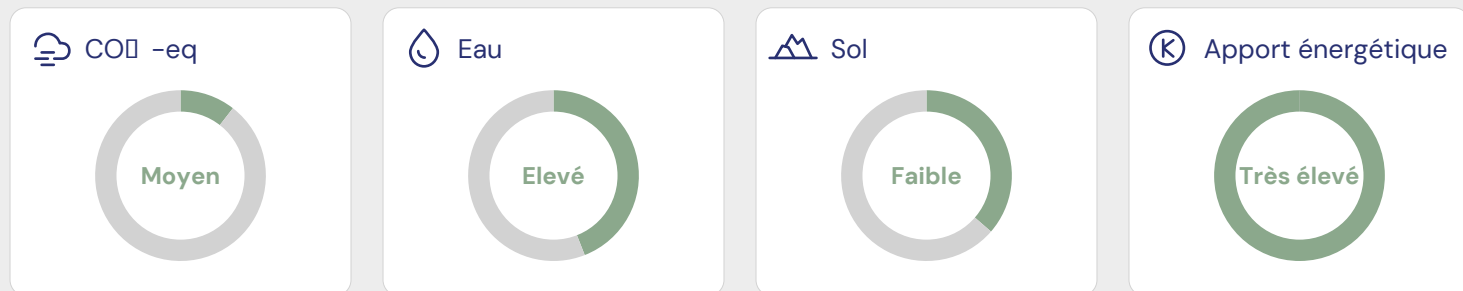 CO▯ -eq
Eau
Sol
Apport énergétique
Moyen
Elevé
Faible
Très élevé